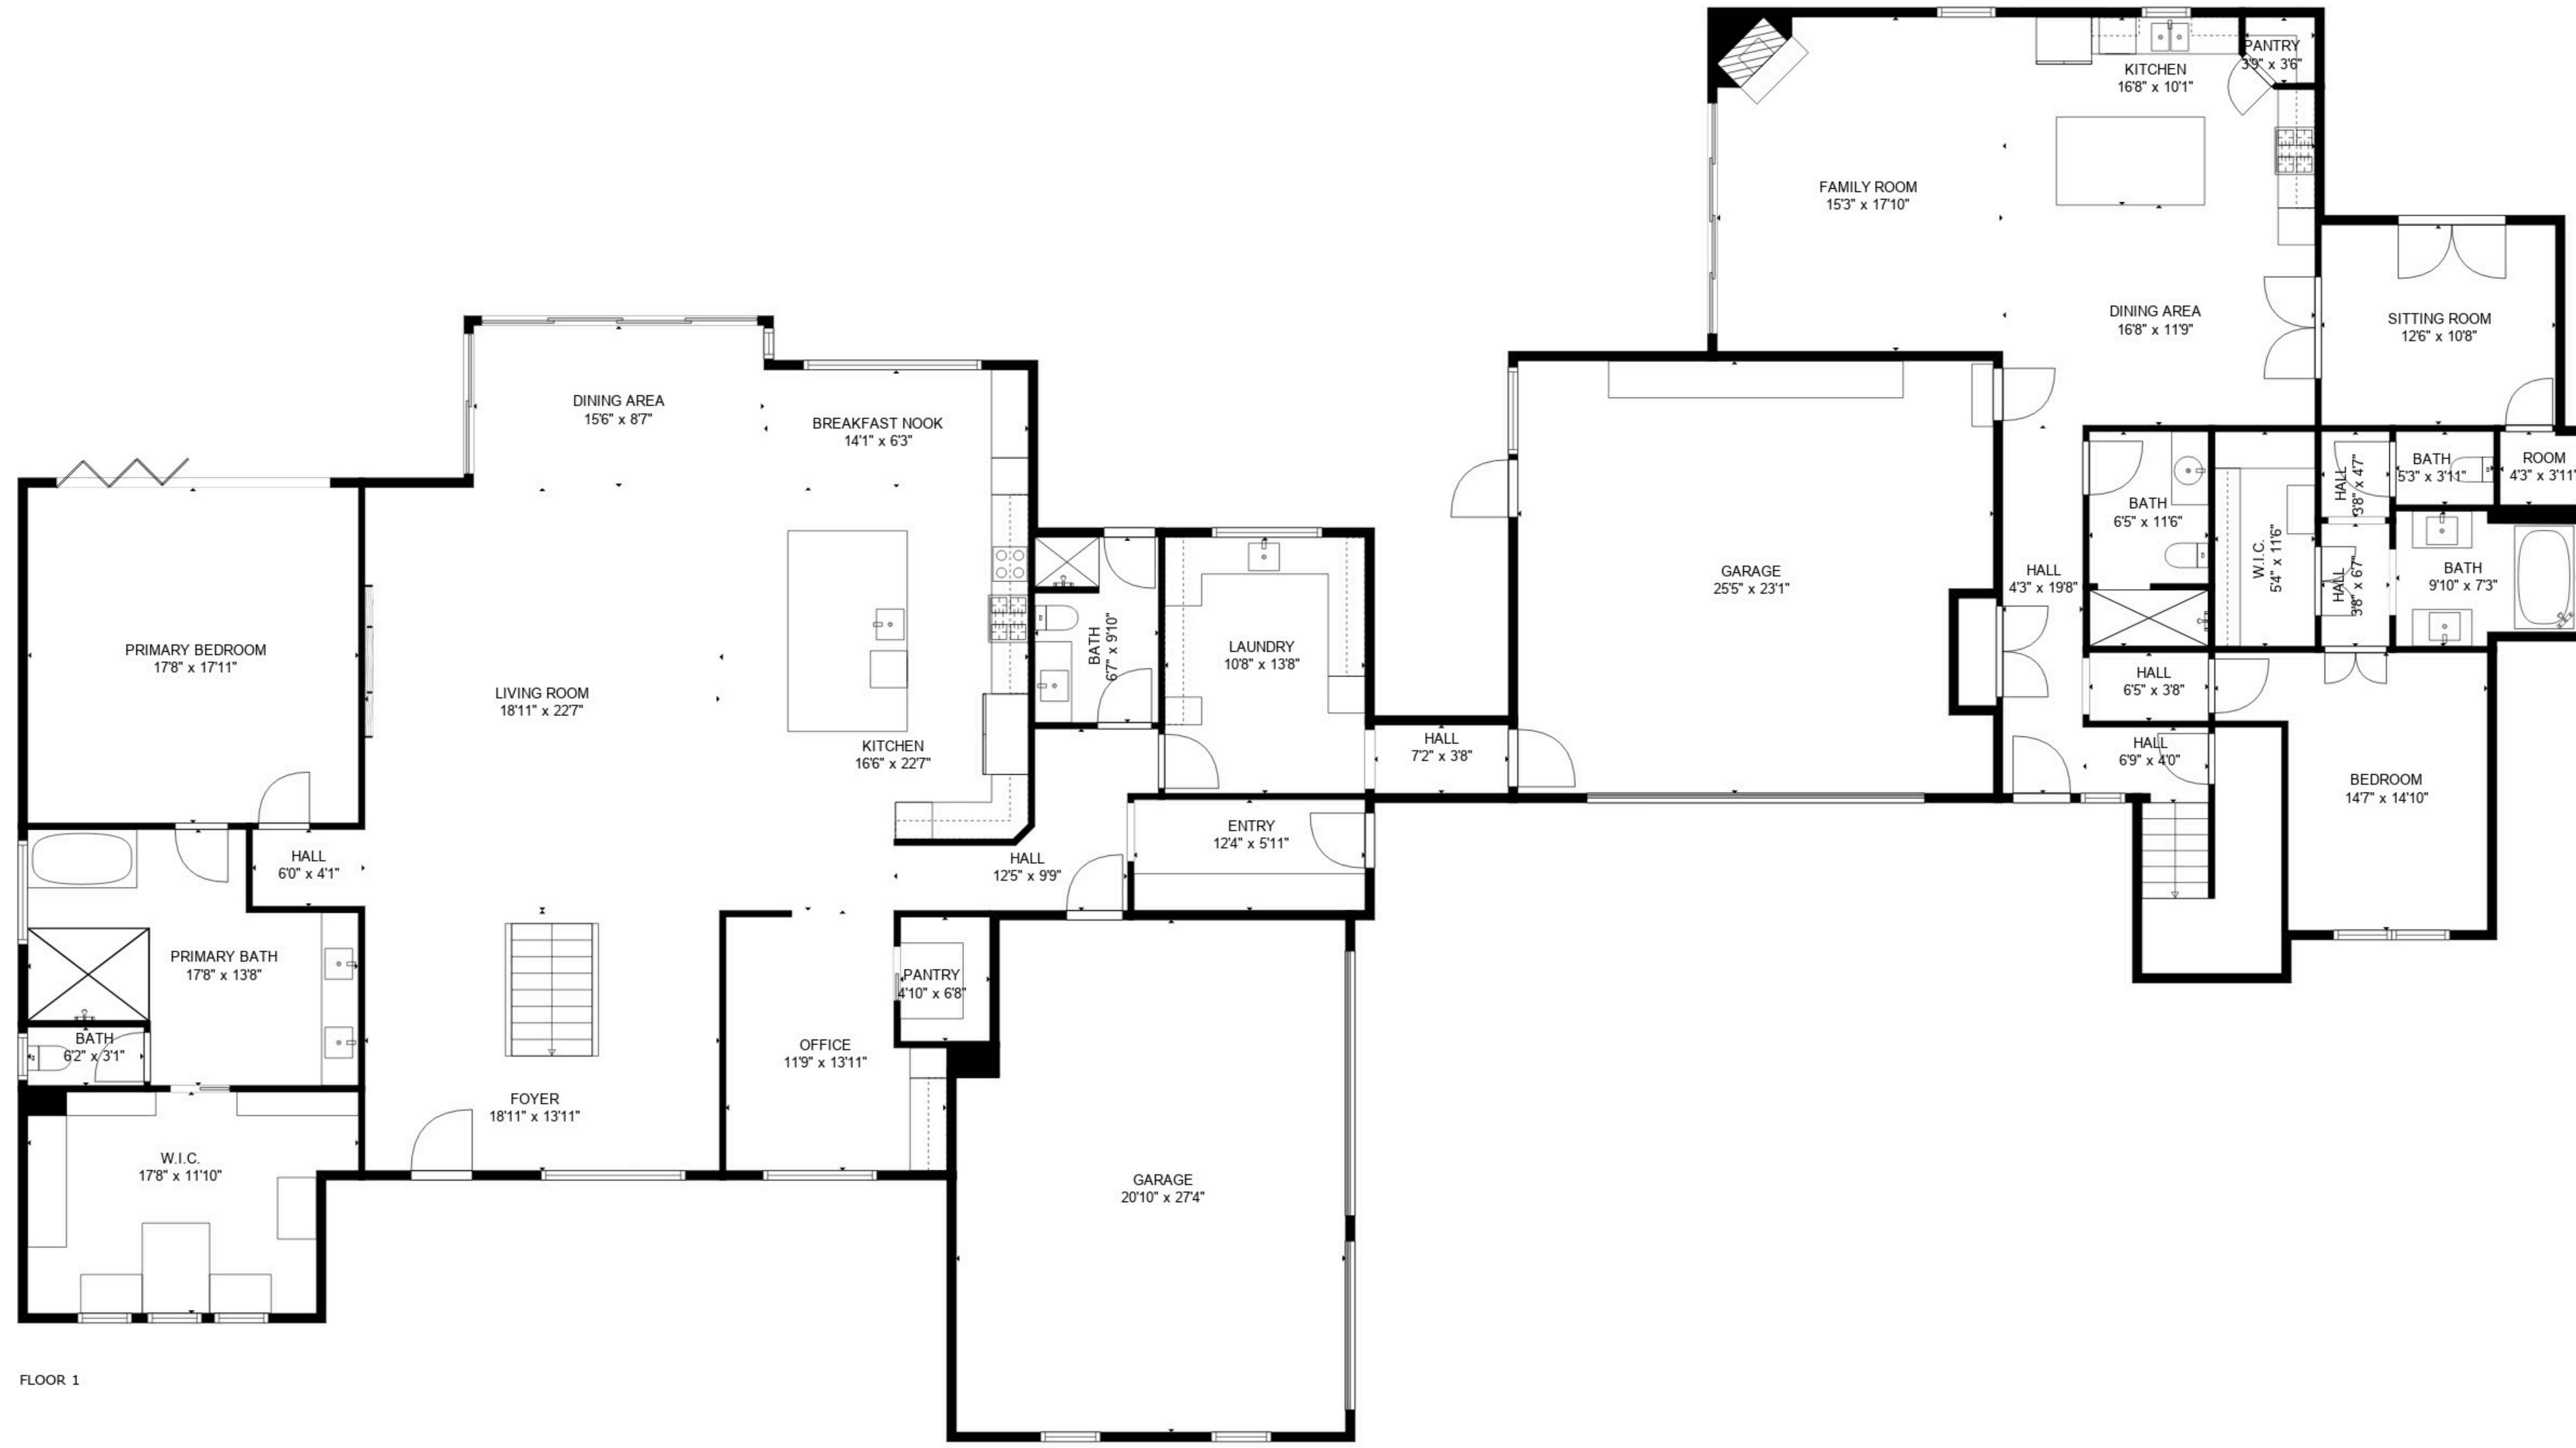 PANTRY
3'9" x 3'6"
KITCHEN
16'8" x 10'1"
FAMILY ROOM
15'3" x 17'10"
DINING AREA
16'8" x 11'9"
SITTING ROOM
12'6" x 10'8"
DINING AREA
15'6" x 8'7"
BREAKFAST NOOK
14'1" x 6'3"
HALL
3'8" x 4'7"
BATH
5'3" x 3'11"
ROOM
4'3" x 3'11"
BATH
6'5" x 11'6"
W.I.C.
5'4" x 11'6"
GARAGE
25'5" x 23'1"
HALL
4'3" x 19'8"
HALL
3'8" x 6'7"
BATH
9'10" x 7'3"
PRIMARY BEDROOM
17'8" x 17'11"
LIVING ROOM
18'11" x 22'7"
BATH
6'7" x 9'10"
LAUNDRY
10'8" x 13'8"
HALL
6'5" x 3'8"
KITCHEN
16'6" x 22'7"
HALL
7'2" x 3'8"
HALL
6'9" x 4'0"
BEDROOM
14'7" x 14'10"
ENTRY
12'4" x 5'11"
HALL
6'0" x 4'1"
HALL
12'5" x 9'9"
PRIMARY BATH
17'8" x 13'8"
PANTRY
4'10" x 6'8"
BATH
6'2" x 3'1"
OFFICE
11'9" x 13'11"
FOYER
18'11" x 13'11"
W.I.C.
17'8" x 11'10"
GARAGE
20'10" x 27'4"
FLOOR 1